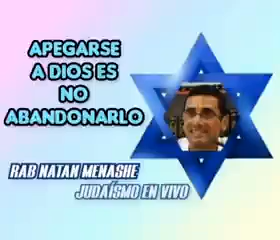 APEGARSE
A DIOS ES
NO
ABANDONARLO
RAB NATAN MENASHE
JUDAÍSMO EN VIVO